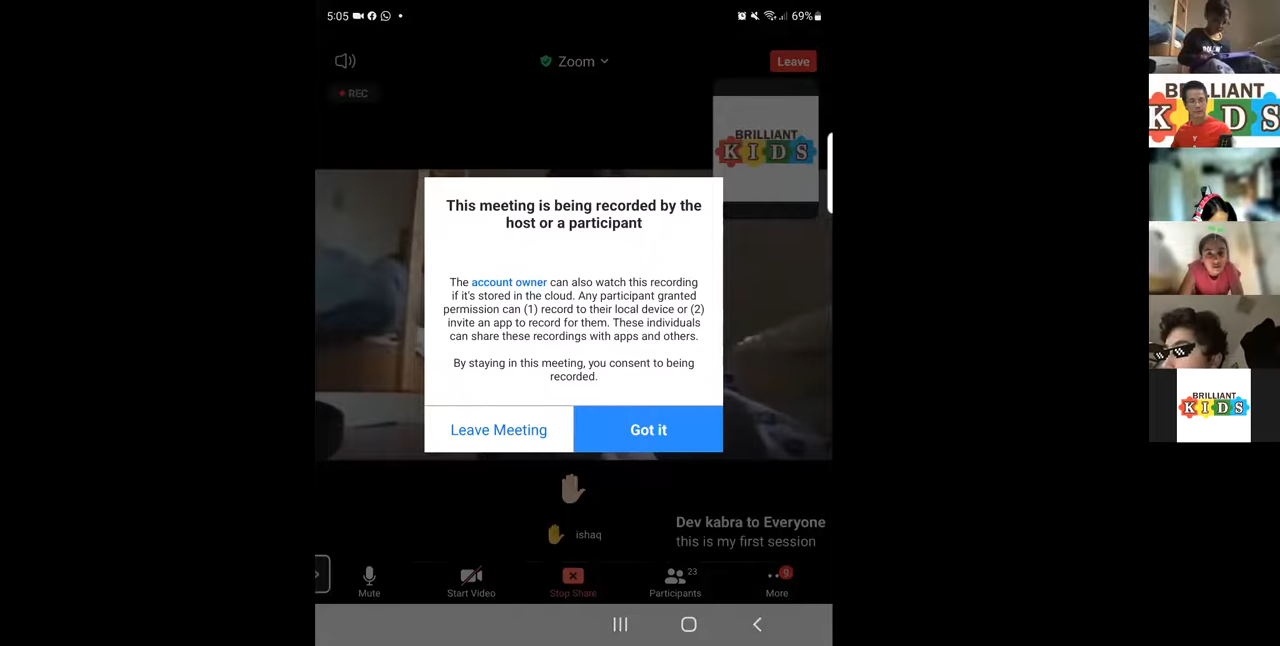 5:05
69%
Zoom
Leave
REC
BRILLIANT
KIDS
This meeting is being recorded by the
host or a participant
The account owner can also watch this recording
if it's stored in the cloud. Any participant granted
permission can (1) record to their local device or (2)
invite an app to record for them. These individuals
can share these recordings with apps and others.
By staying in this meeting, you consent to being
recorded.
Leave Meeting
Got it
ishaq
Dev kabra to Everyone
this is my first session
Mute
Start Video
Stop Share
23
Participants
9
More
BRILLIANT
KIDS